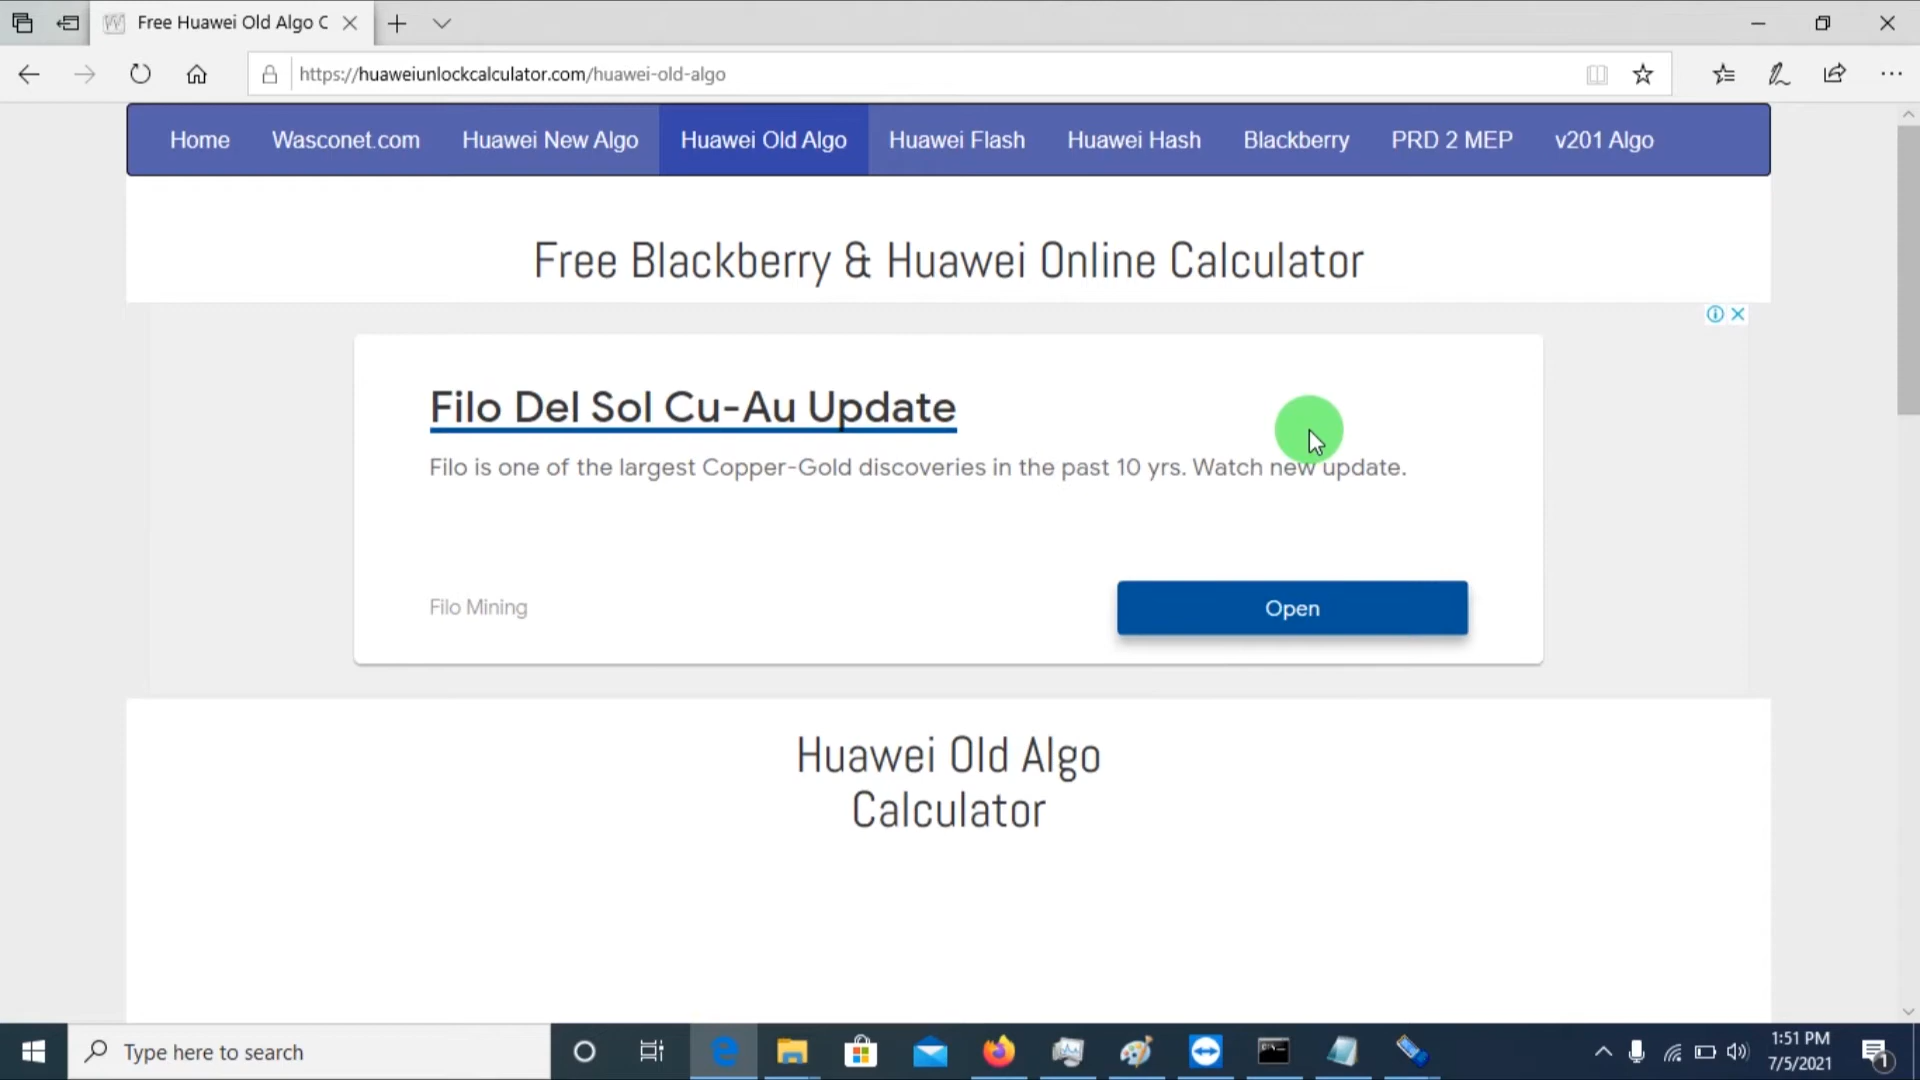 Free Huawei Old Algo C
https://huaweiunlockcalculator.com/huawei-old-algo
Home Wasconet.com Huawei New Algo Huawei Old Algo Huawei Flash Huawei Hash Blackberry PRD 2 MEP v201 Algo
Free Blackberry & Huawei Online Calculator
Filo Del Sol Cu-Au Update
Filo is one of the largest Copper-Gold discoveries in the past 10 yrs. Watch new update.
Filo Mining
Open
Huawei Old Algo
Calculator
Type here to search
1:51 PM
7/5/2021
1